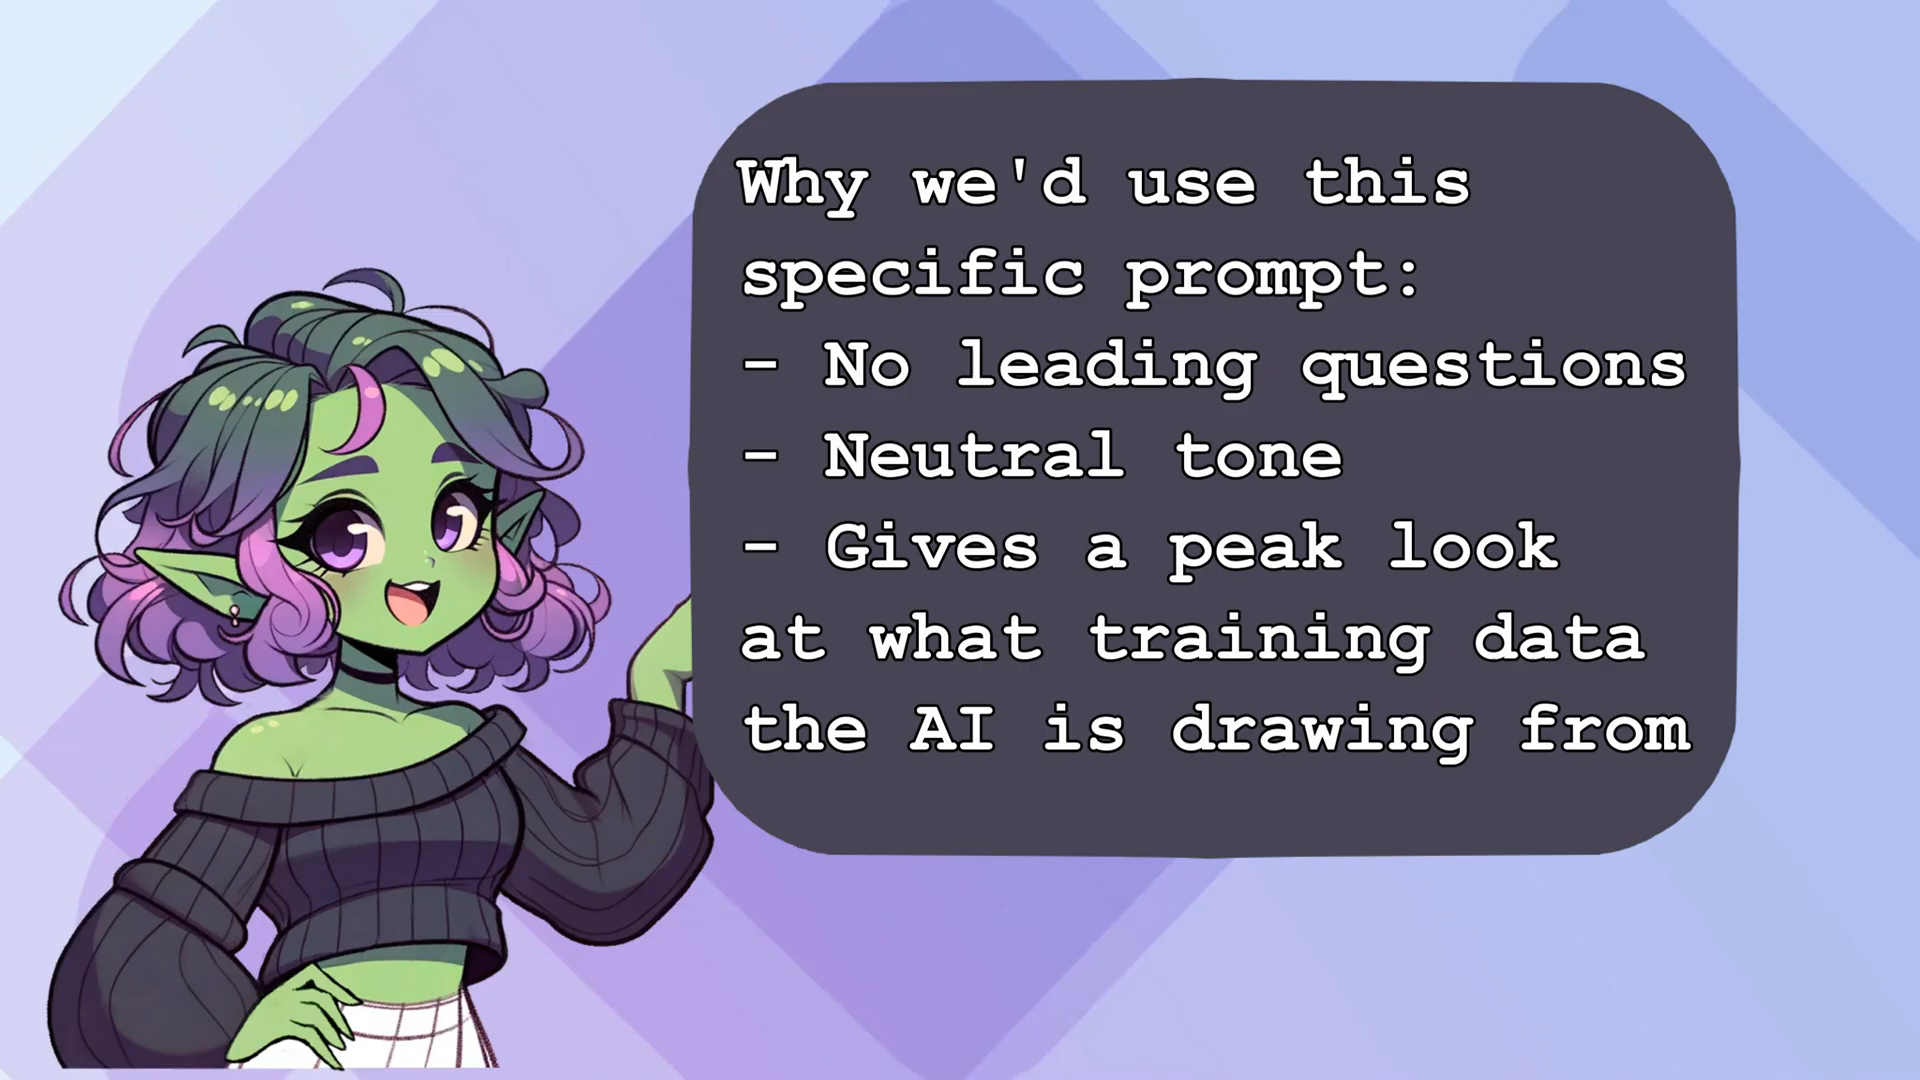 Why we'd use this
specific prompt:
- No leading questions
- Neutral tone
- Gives a peak look
at what training data
the AI is drawing from